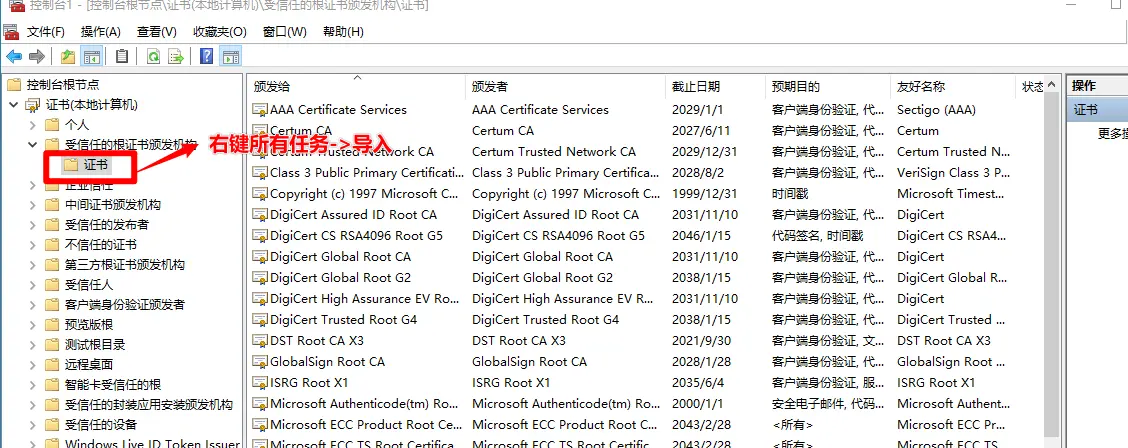 控制台1 - [控制台根节点\证书(本地计算机)\受信任的根证书颁发机构\证书]
文件(F) 操作(A) 查看(V) 收藏夹(O) 窗口(W) 帮助(H)
控制台根节点
证书(本地计算机)
个人
受信任的根证书颁发机构
证书
企业信任
中间证书颁发机构
受信任的发布者
不信任的证书
第三方根证书颁发机构
受信任人
客户端身份验证颁发者
预览版根
测试根目录
远程桌面
智能卡受信任的根
受信任的封装应用安装颁发机构
受信任的设备
Windows Live ID Token Issuer
右键所有任务->导入
颁发给 颁发者 截止日期 预期目的 友好名称 状态
AAA Certificate Services AAA Certificate Services 2029/1/1 客户端身份验证, 代... Sectigo (AAA)
Certum CA Certum CA 2027/6/11 客户端身份验证, 代... Certum
Certum Trusted Network CA Certum Trusted Network CA 2029/12/31 客户端身份验证, 代... Certum Trusted N...
Class 3 Public Primary Certificati... Class 3 Public Primary Certifica... 2028/8/2 客户端身份验证, 代... VeriSign Class 3 P...
Copyright (c) 1997 Microsoft C... Copyright (c) 1997 Microsoft C... 1999/12/31 时间戳 Microsoft Timest...
DigiCert Assured ID Root CA DigiCert Assured ID Root CA 2031/11/10 客户端身份验证, 代... DigiCert
DigiCert CS RSA4096 Root G5 DigiCert CS RSA4096 Root G5 2046/1/15 代码签名, 时间戳 DigiCert CS RSA4...
DigiCert Global Root CA DigiCert Global Root CA 2031/11/10 客户端身份验证, 代... DigiCert
DigiCert Global Root G2 DigiCert Global Root G2 2038/1/15 客户端身份验证, 代... DigiCert Global R...
DigiCert High Assurance EV Ro... DigiCert High Assurance EV Ro... 2031/11/10 客户端身份验证, 代... DigiCert
DigiCert Trusted Root G4 DigiCert Trusted Root G4 2038/1/15 客户端身份验证, 代... DigiCert Trusted ...
DST Root CA X3 DST Root CA X3 2021/9/30 客户端身份验证, 文... DST Root CA X3
GlobalSign Root CA GlobalSign Root CA 2028/1/28 客户端身份验证, 代... GlobalSign Root C...
ISRG Root X1 ISRG Root X1 2035/6/4 客户端身份验证, 服... ISRG Root X1
Microsoft Authenticode(tm) Ro... Microsoft Authenticode(tm) Root... 2000/1/1 安全电子邮件, 代码... Microsoft Authent...
Microsoft ECC Product Root Ce... Microsoft ECC Product Root Ce... 2043/2/28 <所有> Microsoft ECC Pr...
Microsoft ECC TS Root Certifica... Microsoft ECC TS Root Certifica... 2043/2/28 <所有> Microsoft ECC TS ...
操作
证书